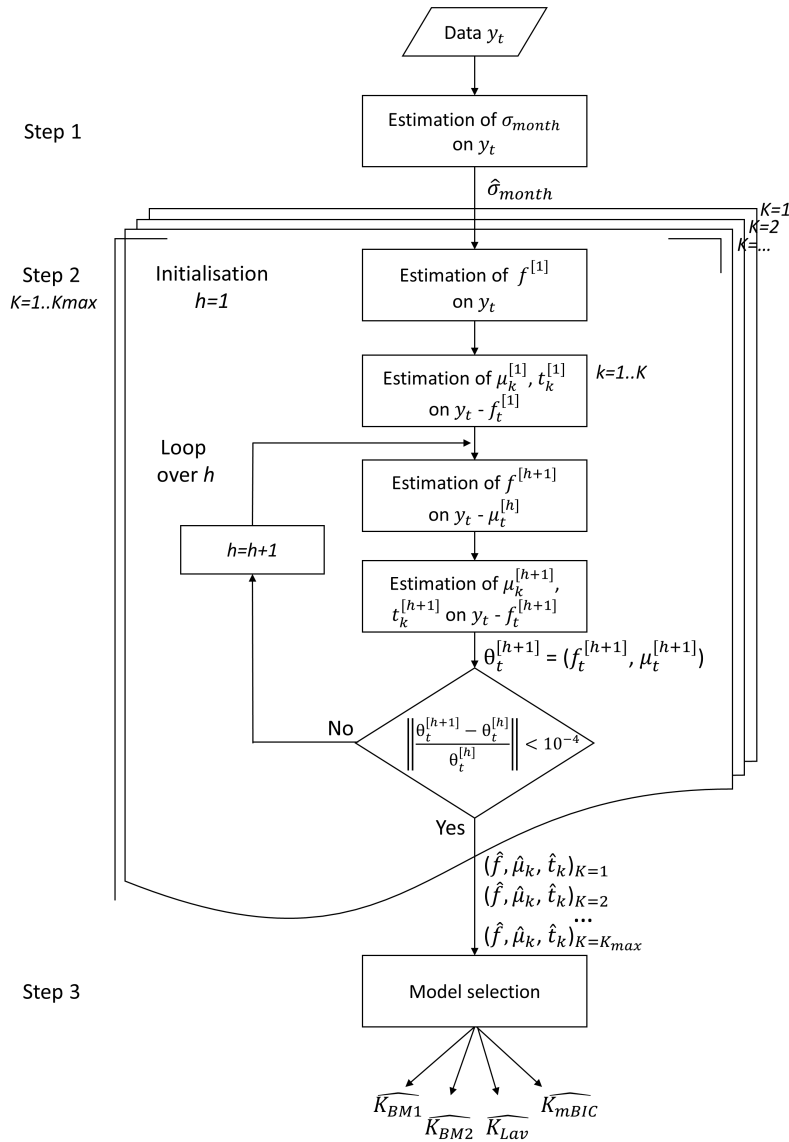 Data y_t
Step 1
Estimation of σ_month
on y_t
σ̂_month
K=1
K=2
K=...
Step 2
K=1..Kmax
Initialisation
h=1
Estimation of f^[1]
on y_t
Estimation of μ_k^[1], t_k^[1]
on y_t - f_t^[1]
k=1..K
Loop
over h
Estimation of f^[h+1]
on y_t - μ_t^[h]
h=h+1
Estimation of μ_k^[h+1],
t_k^[h+1] on y_t - f_t^[h+1]
θ_t^[h+1] = (f_t^[h+1], μ_t^[h+1])
No
‖(θ_t^[h+1] − θ_t^[h]) / θ_t^[h]‖ < 10^−4
Yes
(f̂, μ̂_k, t̂_k)_K=1
(f̂, μ̂_k, t̂_k)_K=2
...
(f̂, μ̂_k, t̂_k)_K=K_max
Step 3
Model selection
K̂_BM1
K̂_BM2
K̂_Lav
K̂_mBIC